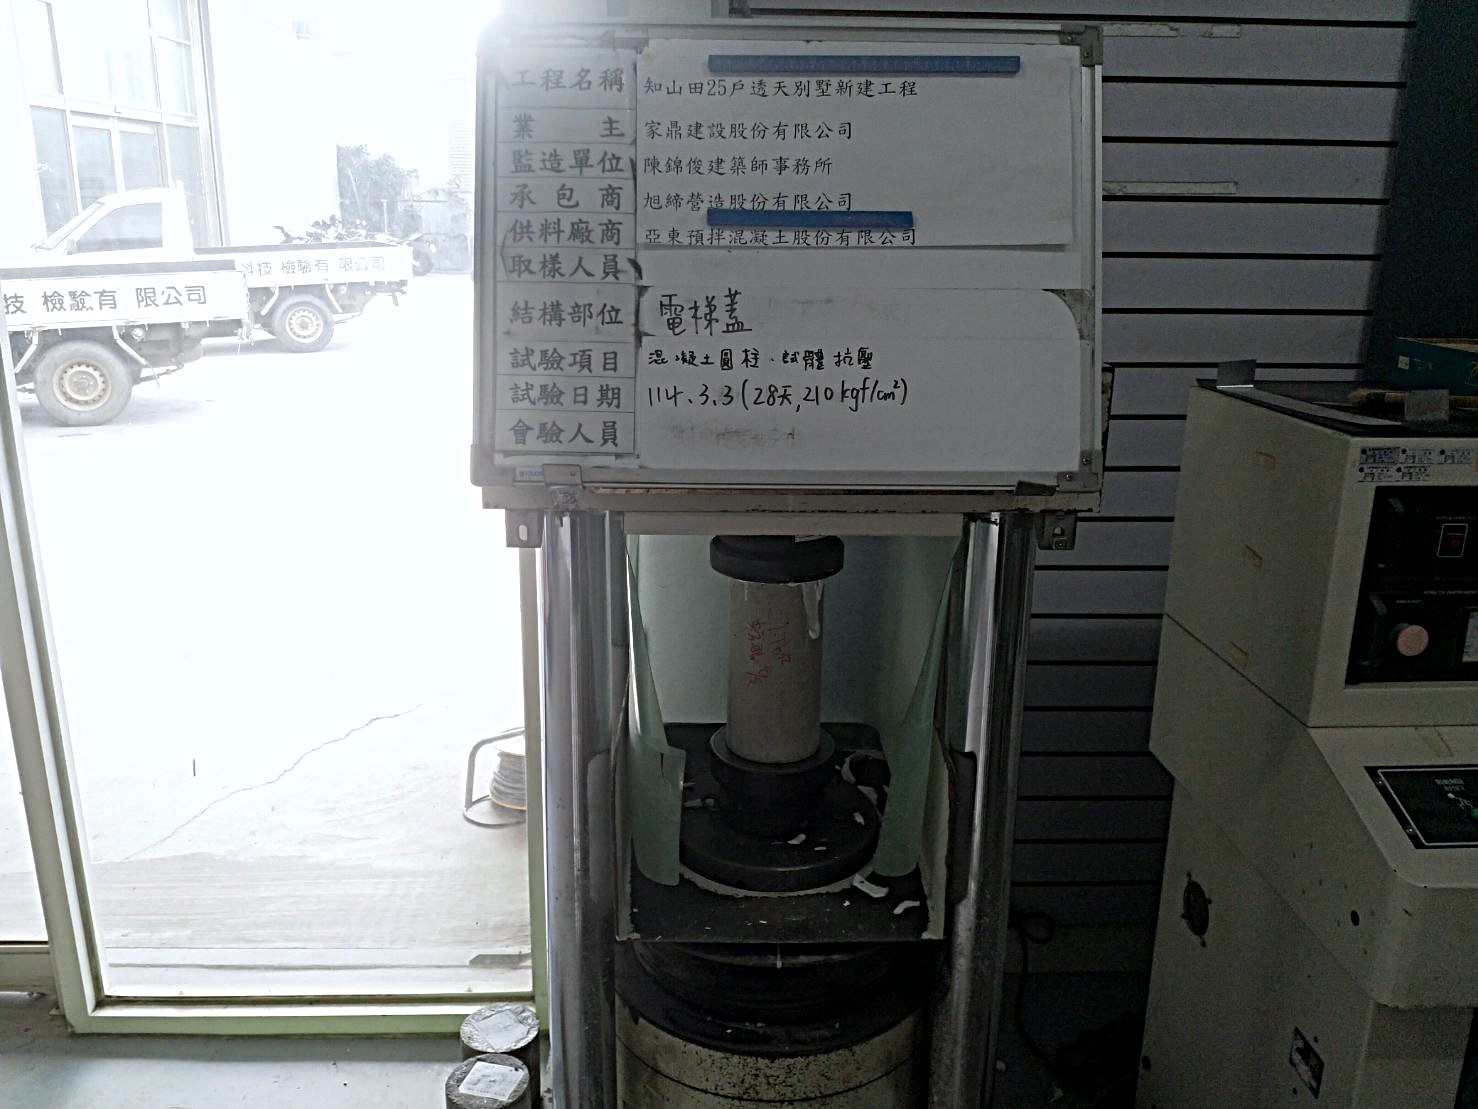 工程名稱 知山田25戶透天別墅新建工程
業主 家鼎建設股份有限公司
監造單位 陳錦俊建築師事務所
承包商 旭締營造股份有限公司
供料廠商 亞東預拌混凝土股份有限公司
取樣人員
結構部位 電梯蓋
試驗項目 混凝土圓柱試體抗壓
試驗日期 114.3.3(28天,210kgf/cm²)
會驗人員
科技 檢驗有 限公司
技 檢驗有 限公司